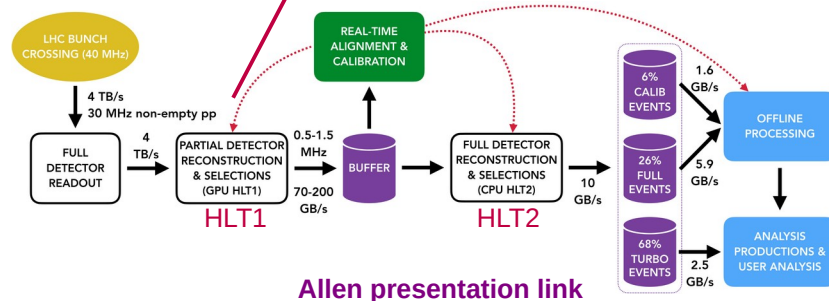 LHC BUNCH
CROSSING (40 MHz)
4 TB/s
30 MHz non-empty pp
FULL
DETECTOR
READOUT
4
TB/s
PARTIAL DETECTOR
RECONSTRUCTION
& SELECTIONS
(GPU HLT1)
HLT1
0.5-1.5
MHz
70-200
GB/s
REAL-TIME
ALIGNMENT &
CALIBRATION
BUFFER
FULL DETECTOR
RECONSTRUCTION
& SELECTIONS
(CPU HLT2)
HLT2
10
GB/s
6%
CALIB
EVENTS
26%
FULL
EVENTS
68%
TURBO
EVENTS
1.6
GB/s
5.9
GB/s
2.5
GB/s
OFFLINE
PROCESSING
ANALYSIS
PRODUCTIONS &
USER ANALYSIS
Allen presentation link